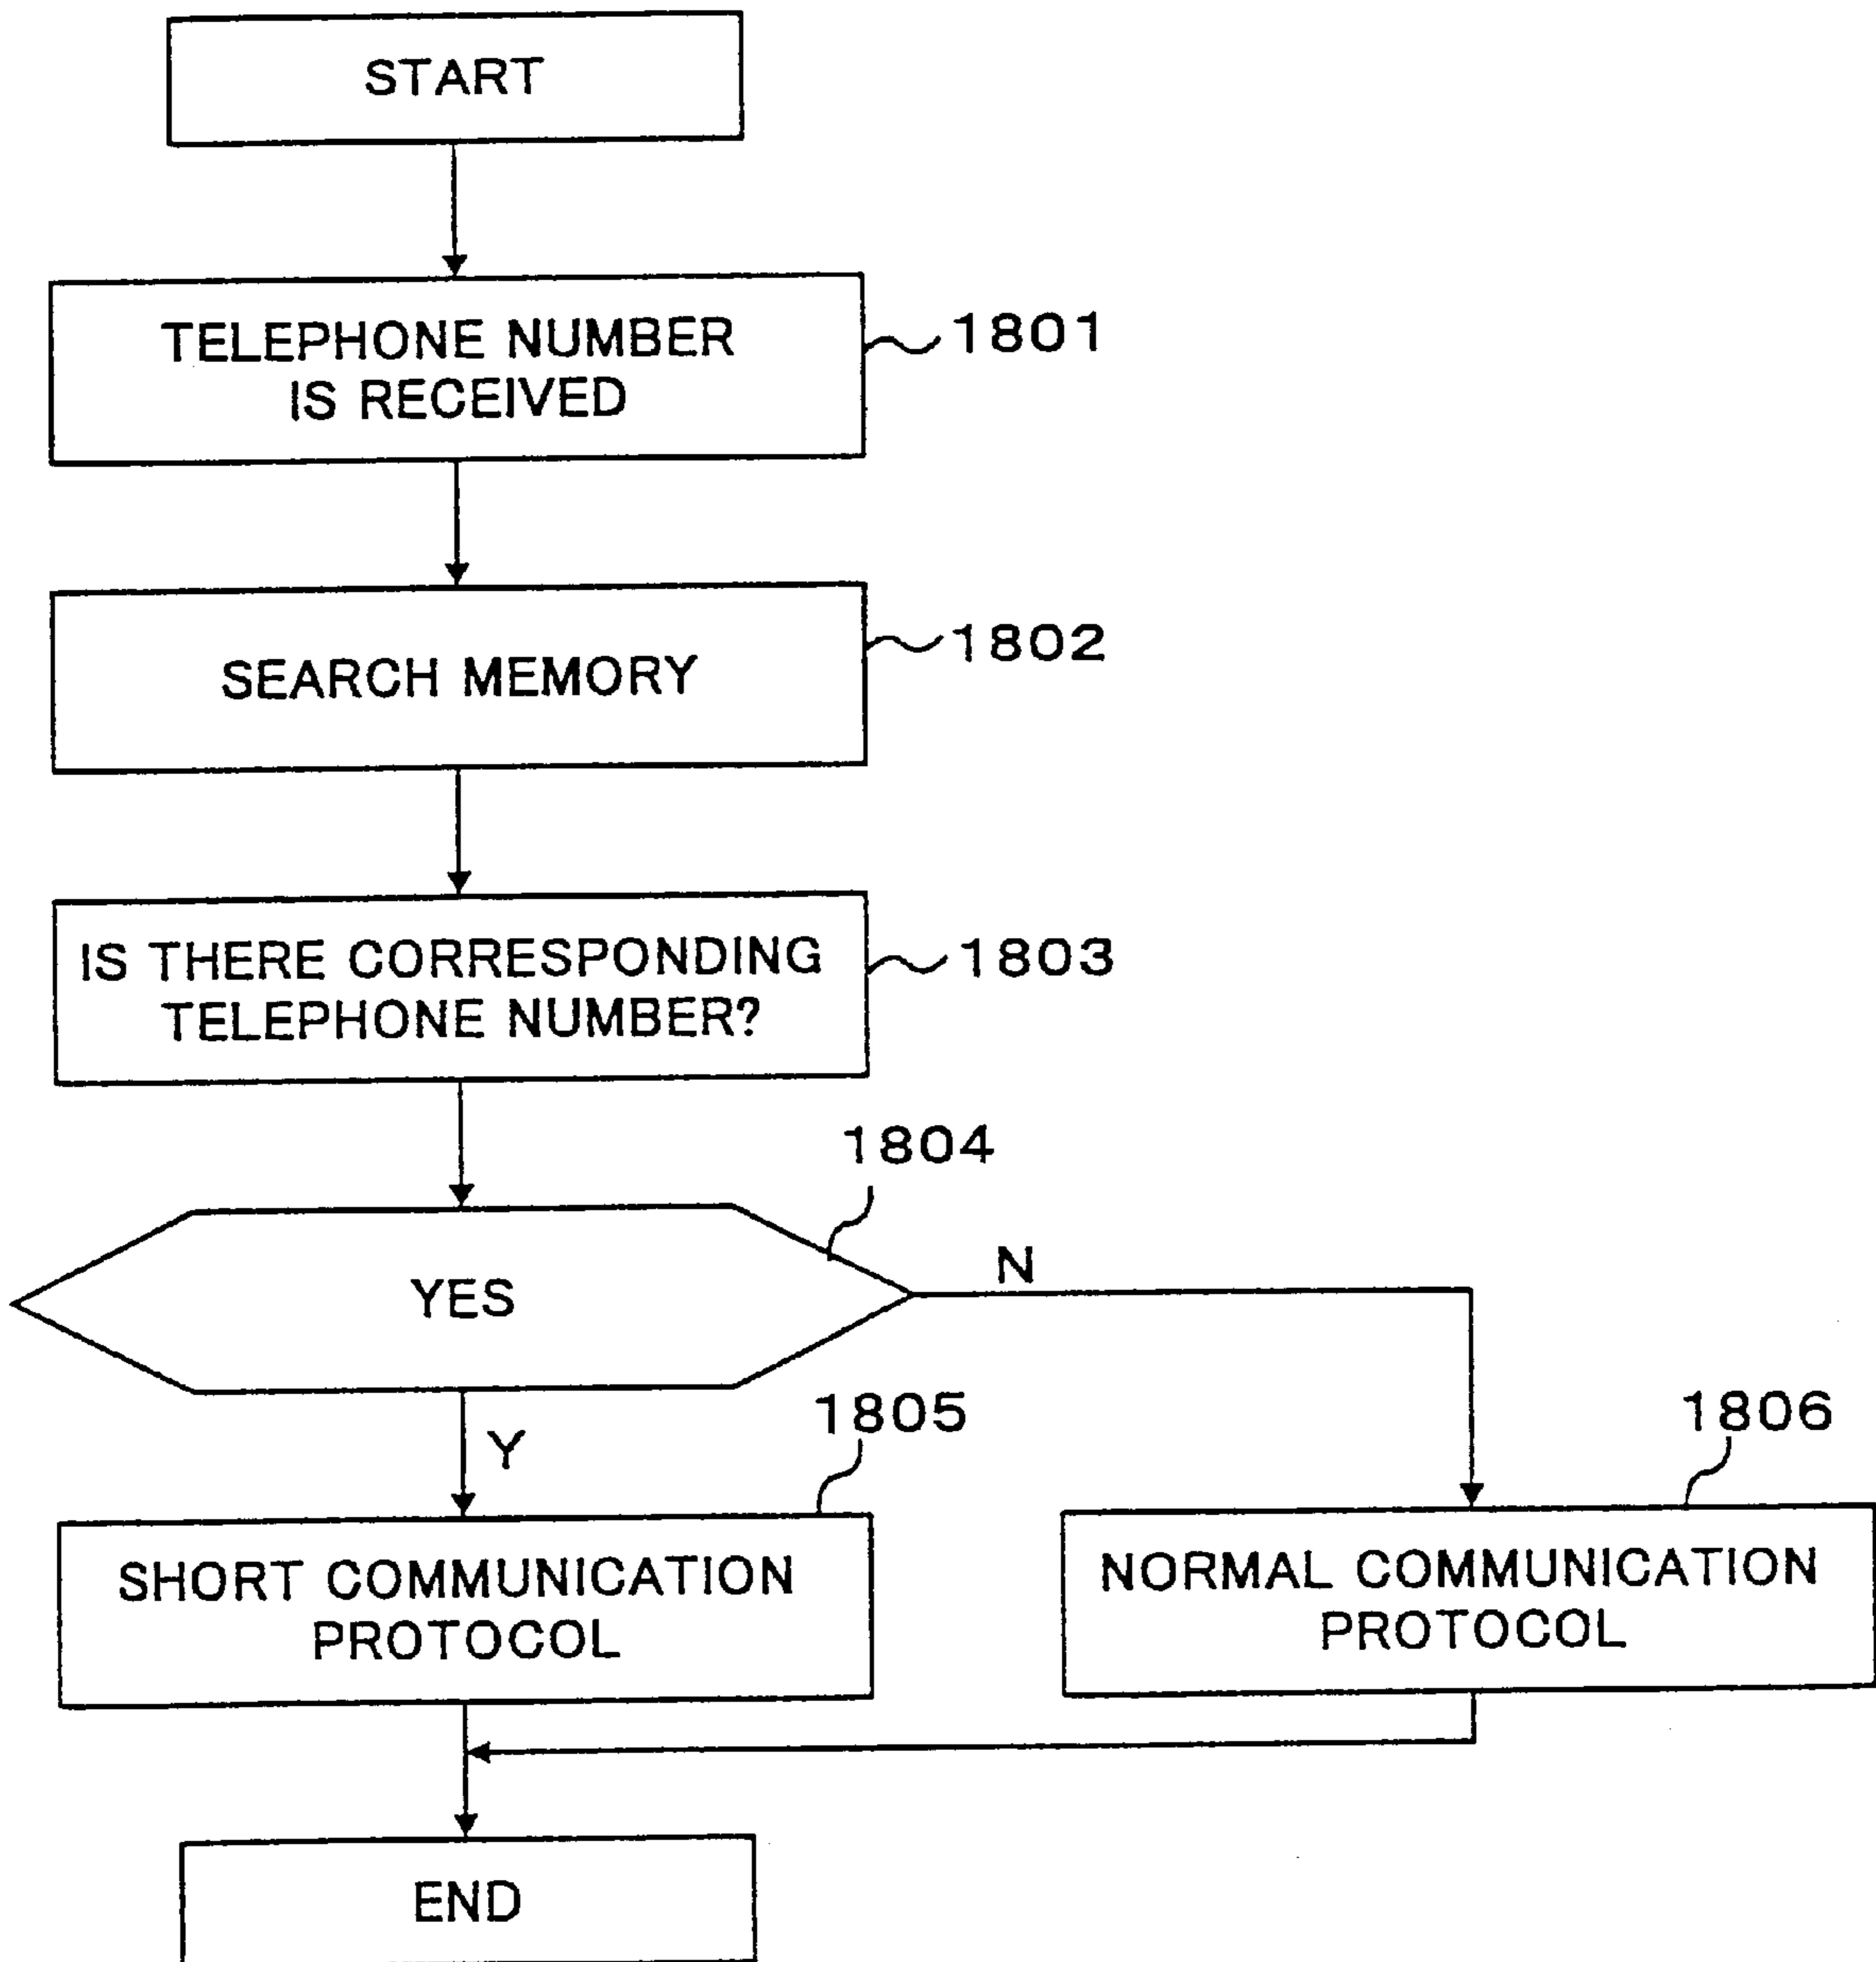 START
TELEPHONE NUMBER
IS RECEIVED
1801
SEARCH MEMORY
1802
IS THERE CORRESPONDING
TELEPHONE NUMBER?
1803
1804
YES
N
Y
1805
1806
SHORT COMMUNICATION
PROTOCOL
NORMAL COMMUNICATION
PROTOCOL
END